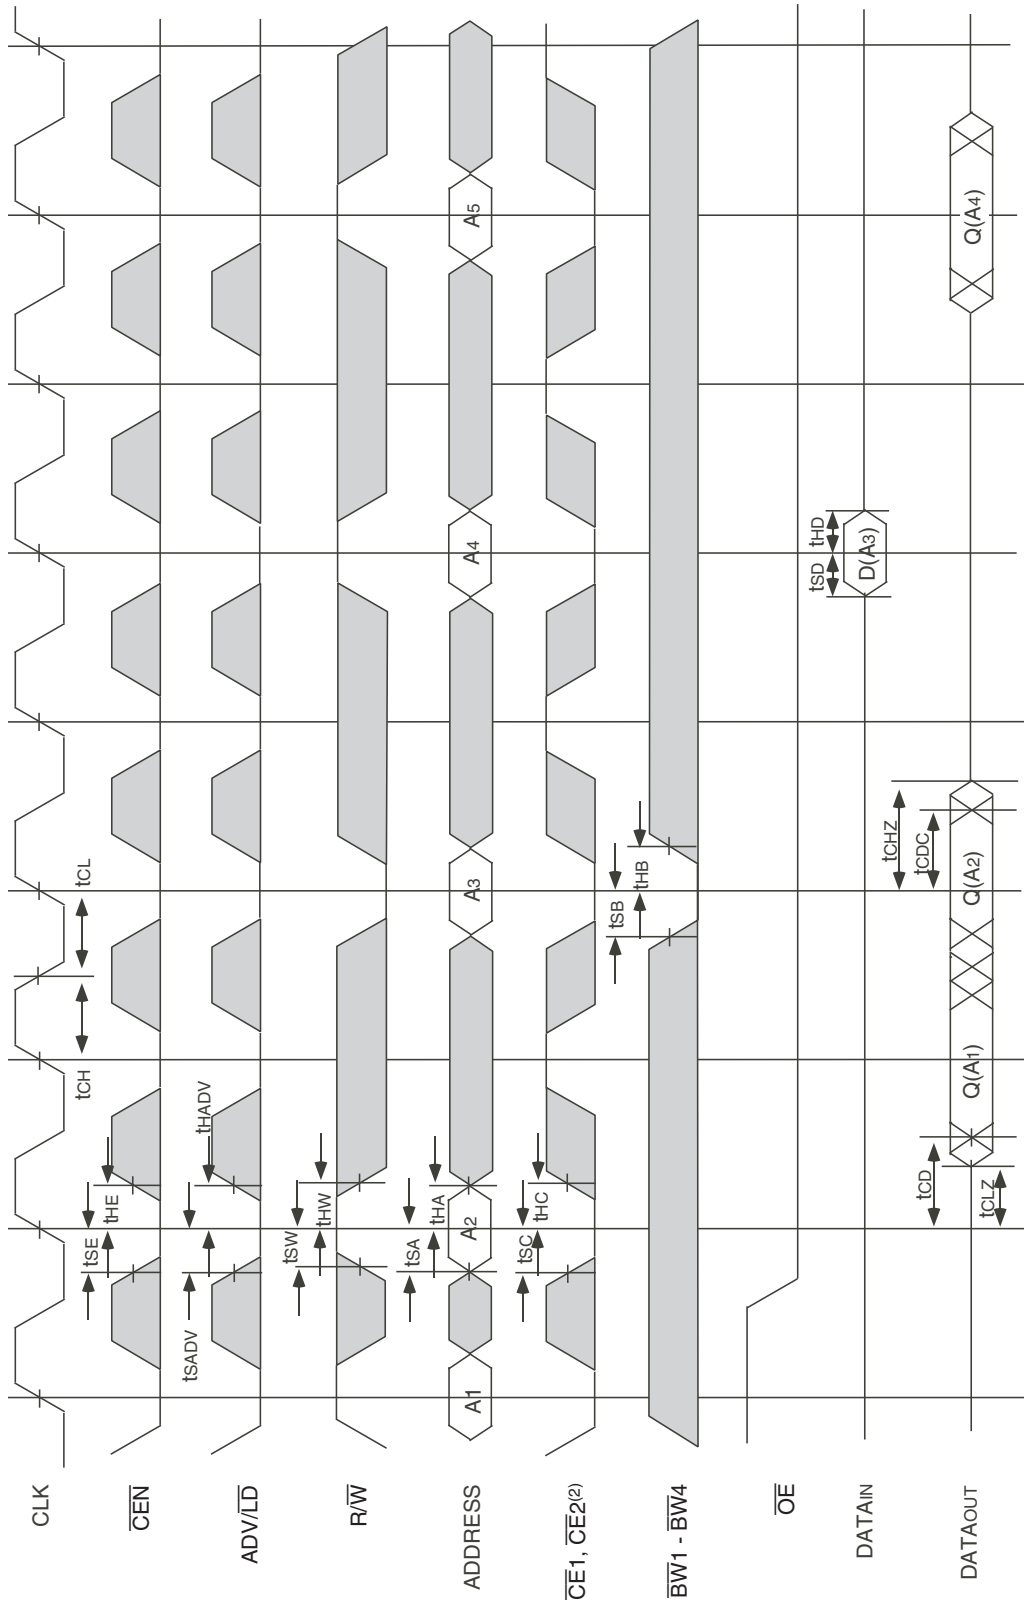 CLK
tCH
tCL
CEN
tSE
tHE
ADV/LD
tSADV
tHADV
R/W
tSW
tHW
ADDRESS
A1
tSA
tHA
A2
A3
A4
A5
CE1, CE2(2)
tSC
tHC
BW1 - BW4
tSB
tHB
OE
DATAIN
tSD
tHD
D(A3)
DATAOUT
tCD
tCLZ
Q(A1)
Q(A2)
tCHZ
tCDC
Q(A4)